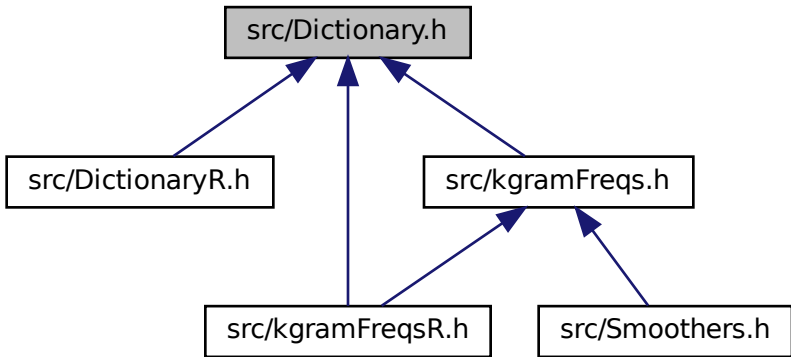 src/Dictionary.h
src/DictionaryR.h
src/kgramFreqs.h
src/kgramFreqsR.h
src/Smoothers.h